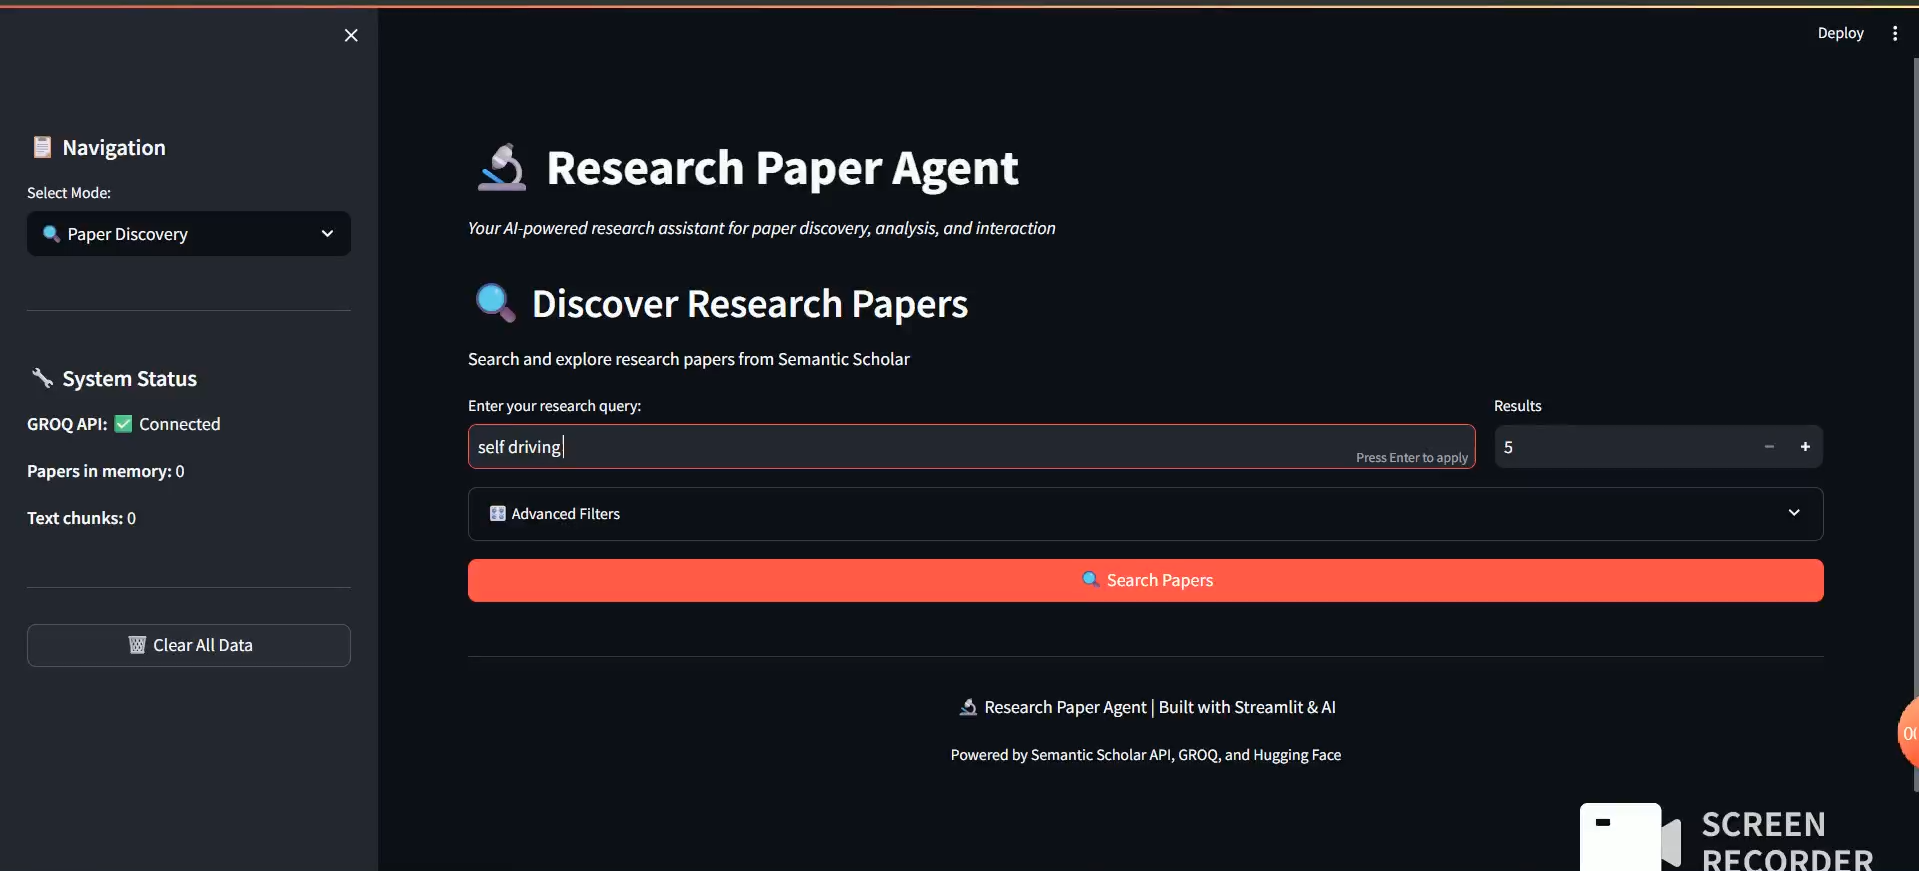 Deploy
Navigation
Select Mode:
Paper Discovery
System Status
GROQ API: ✅ Connected
Papers in memory: 0
Text chunks: 0
Clear All Data
Research Paper Agent
Your AI-powered research assistant for paper discovery, analysis, and interaction
Discover Research Papers
Search and explore research papers from Semantic Scholar
Enter your research query:
Results
self driving
Press Enter to apply
5
Advanced Filters
Search Papers
Research Paper Agent | Built with Streamlit & AI
Powered by Semantic Scholar API, GROQ, and Hugging Face
SCREEN
RECORDER